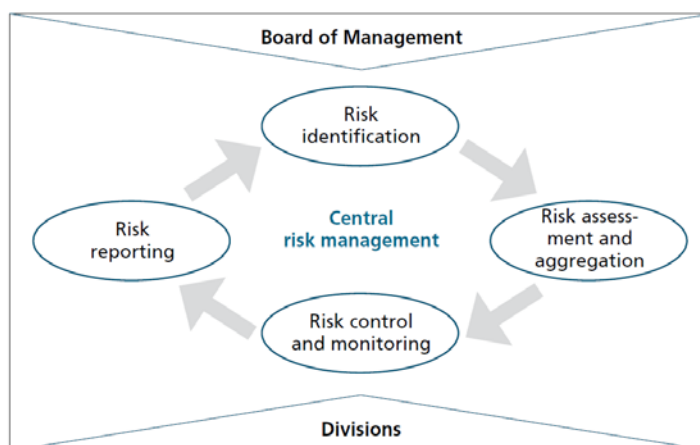 Board of Management
Risk
identification
Central
risk management
Risk
reporting
Risk assess-
ment and
aggregation
Risk control
and monitoring
Divisions